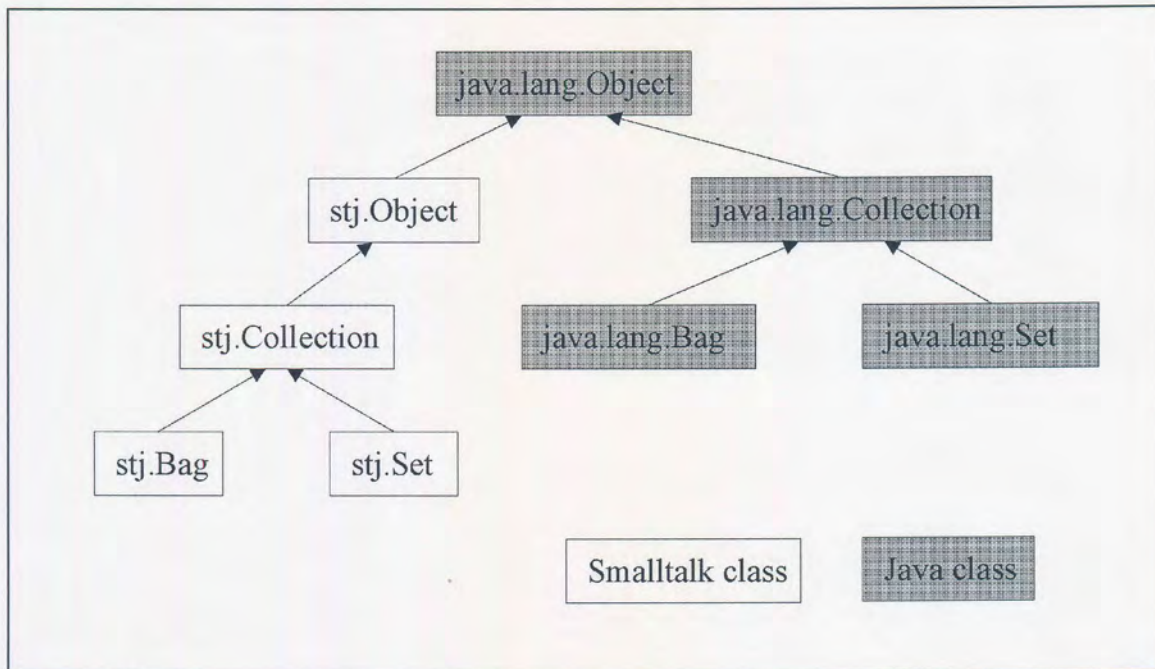 java.lang.Object
stj.Object
java.lang.Collection
stj.Collection
java.lang.Bag
java.lang.Set
stj.Bag
stj.Set
Smalltalk class
Java class